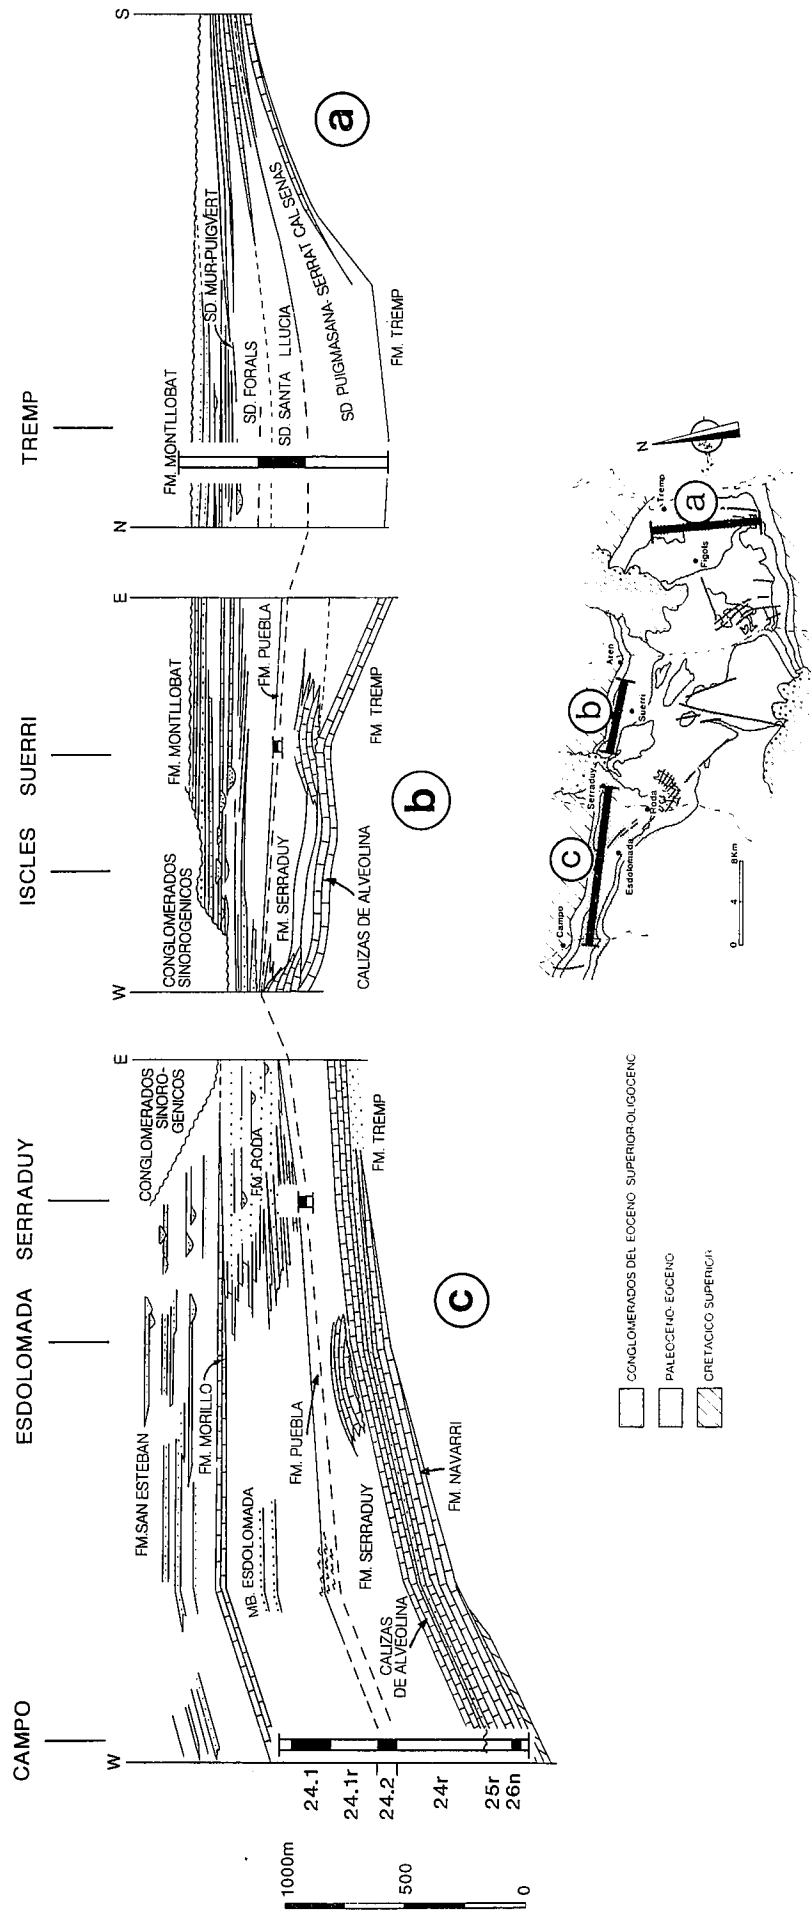 CAMPO
ESDOLOMADA
SERRADUY
ISCLES
SUERRI
TREMP
W
FM.SAN ESTEBAN
FM. MORILLO
MB. ESDOLOMADA
FM. PUEBLA
FM. SERRADUY
CALIZAS
DE ALVEOLINA
FM. NAVARRI
FM. RODA
FM. TREMP
CONGLOMERADOS
SINORO-
GENICOS
E
c
24.1
24.1r
24.2
24r
25r
26n
1000m
500
0
W
CONGLOMERADOS
SINOROGENICOS
FM. MONTLLOBAT
FM. PUEBLA
FM. SERRADUY
CALIZAS DE ALVEOLINA
FM. TREMP
E
b
N
FM. MONTLLOBAT
SD. MUR-PUIGVERT
SD. FORALS
SD. SANTA LLUCIA
SD PUIGMASANA- SERRAT CAL SENAS
FM. TREMP
S
a
CONGLOMERADOS DEL EOCENO SUPERIOR-OLIGOCENO
PALEOCENO-EOCENO
CRETACICO SUPERIOR
Campo
c
Serraduy
Esdolomada
Roda
b
Aren
Suerri
Tremp
a
Figols
N
0 4 8Km